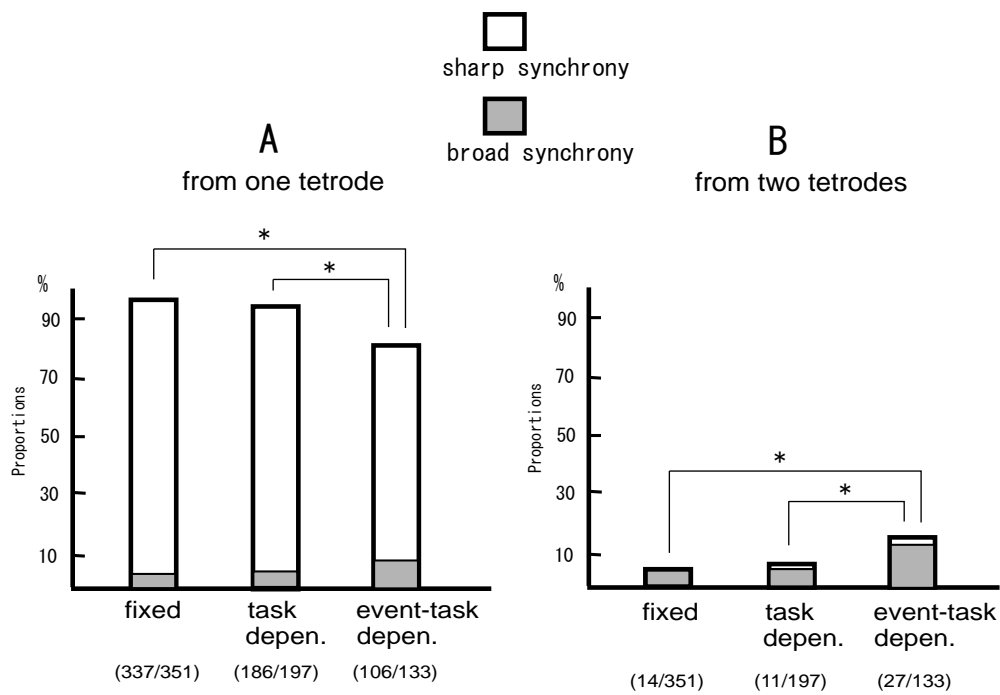 sharp synchrony
broad synchrony
A
from one tetrode
*
*
%
90
70
50
30
10
Proportions
fixed
task depen.
event-task depen.
(337/351)
(186/197)
(106/133)
B
from two tetrodes
*
*
%
90
70
50
30
10
Proportions
fixed
task depen.
event-task depen.
(14/351)
(11/197)
(27/133)